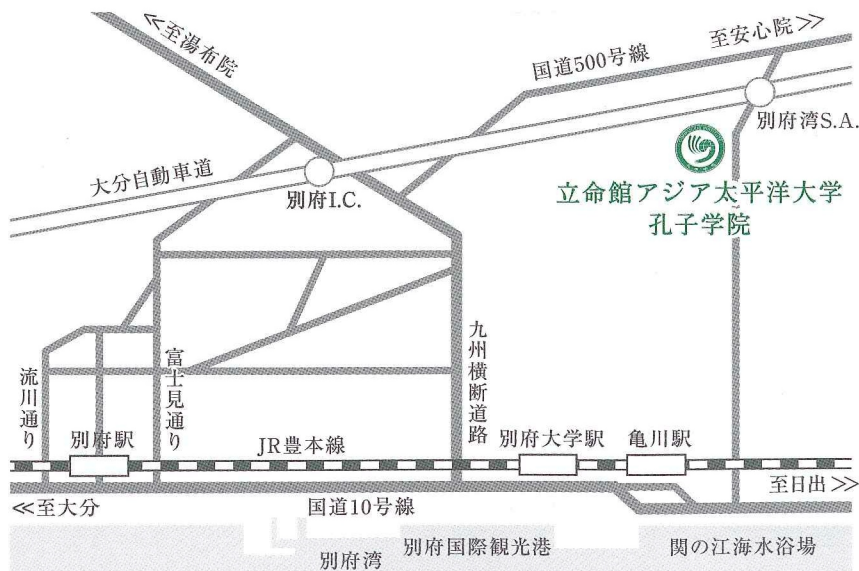 ≪至湯布院
国道500号線
至安心院≫
別府湾S.A.
大分自動車道
別府I.C.
立命館アジア太平洋大学
孔子学院
流川通り
富士見通り
九州横断道路
別府駅
JR豊本線
別府大学駅
亀川駅
≪至大分
国道10号線
至日出≫
別府湾
別府国際観光港
関の江海水浴場